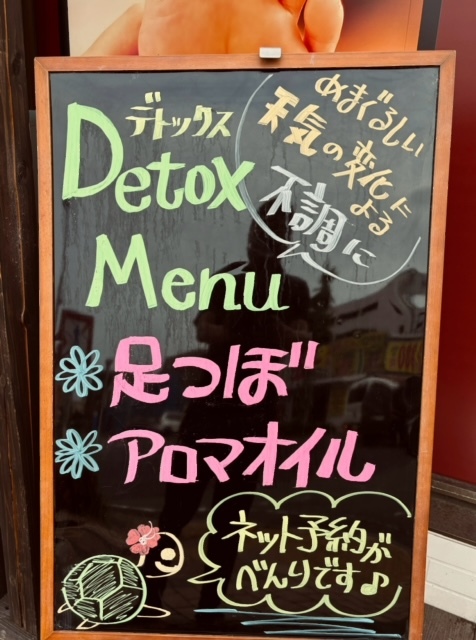 デトックス
Detox
Menu
めまぐるしい
天気の変化に
よる
不調に
足つぼ
アロマオイル
ネット予約が
べんりです♪